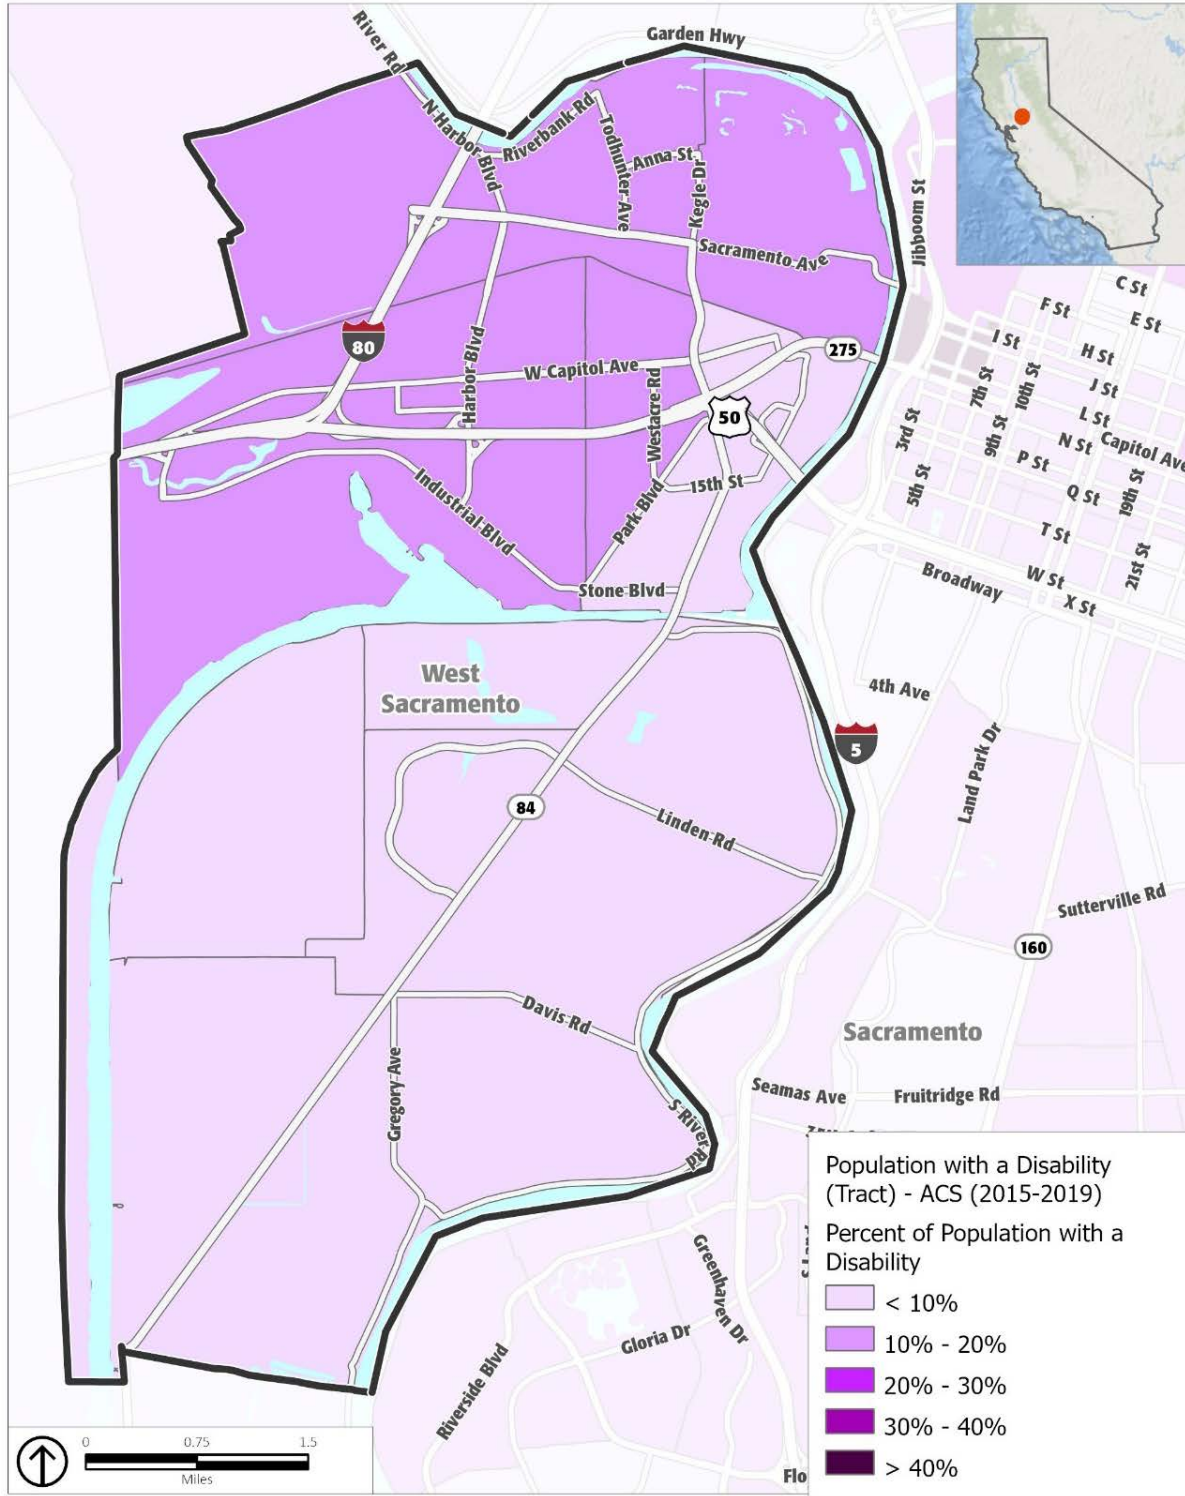 River Rd
Garden Hwy
N Harbor Blvd
Riverbank Rd
Todhunter Ave
Anna St
Kegle Dr
Jibboom St
Sacramento Ave
C St
F St
E St
I St
H St
275
80
Harbor Blvd
W Capitol Ave
Westacre Rd
7th St
10th St
J St
50
3rd St
L St
9th St
N St
Capitol Ave
P St
15th St
Industrial Blvd
Park Blvd
5th St
Q St
19th St
T St
Stone Blvd
Broadway
W St
21st St
X St
West
Sacramento
4th Ave
5
Land Park Dr
84
Linden Rd
Sutterville Rd
160
Davis Rd
Sacramento
Gregory Ave
Seamas Ave
Fruitridge Rd
S River
Rd
Greenhaven Dr
Gloria Dr
Riverside Blvd
Flo
Population with a Disability
(Tract) - ACS (2015-2019)
Percent of Population with a
Disability
< 10%
10% - 20%
20% - 30%
30% - 40%
> 40%
0 0.75 1.5
Miles